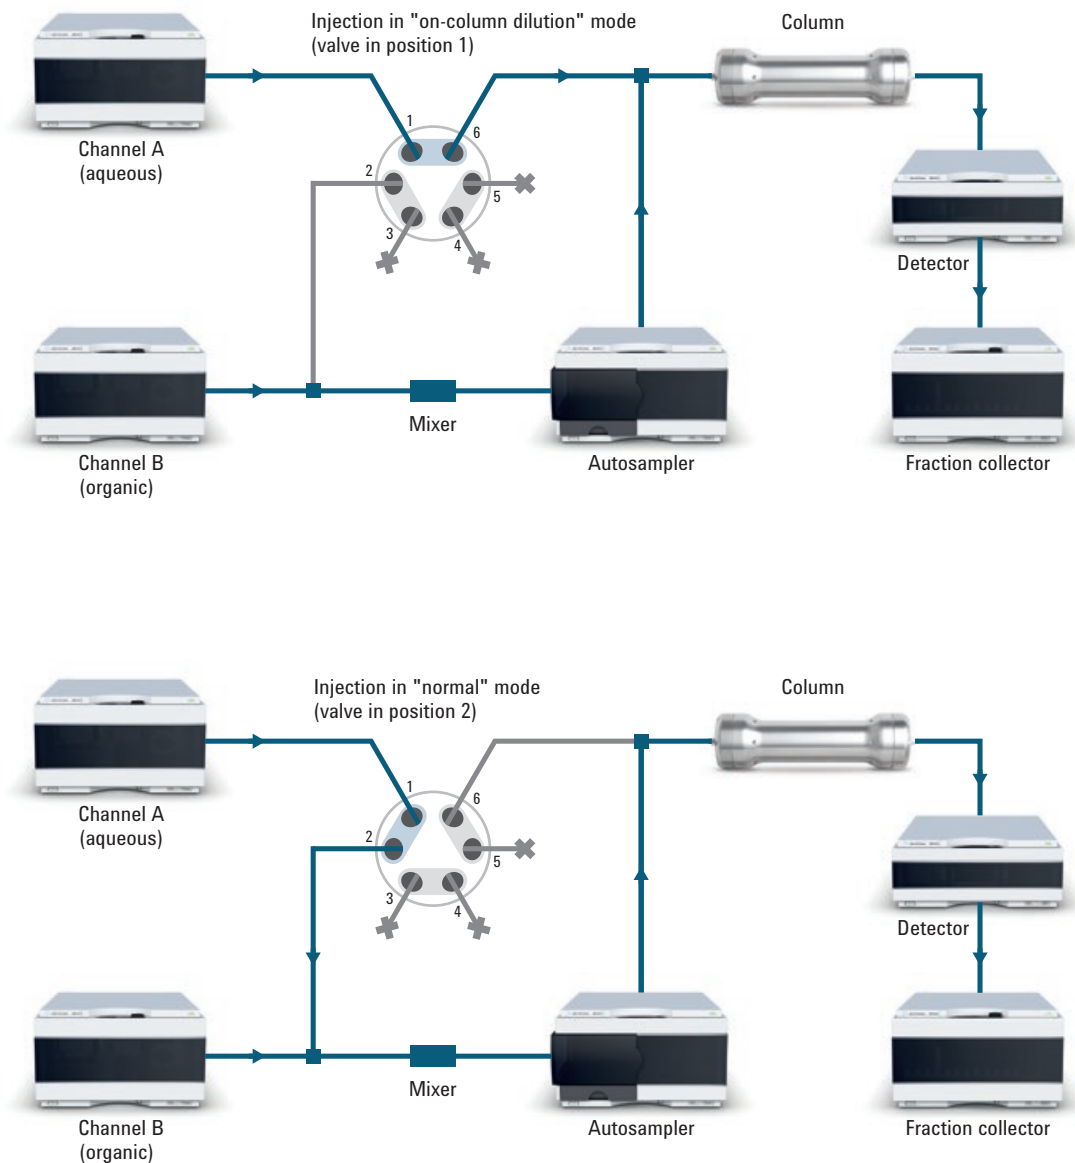 Injection in "on-column dilution" mode
(valve in position 1)
Column
Channel A
(aqueous)
1
6
2
5
3
4
Detector
Mixer
Channel B
(organic)
Autosampler
Fraction collector
Injection in "normal" mode
(valve in position 2)
Column
Channel A
(aqueous)
1
6
2
5
3
4
Detector
Mixer
Channel B
(organic)
Autosampler
Fraction collector